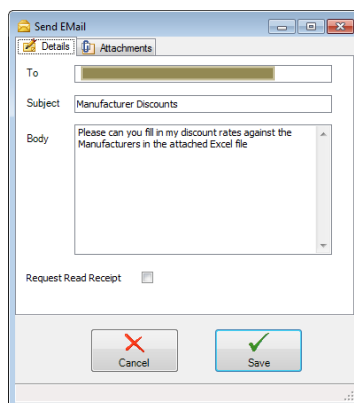 Send EMail
Details Attachments
To
Subject Manufacturer Discounts
Body Please can you fill in my discount rates against the
Manufacturers in the attached Excel file
Request Read Receipt
Cancel Save